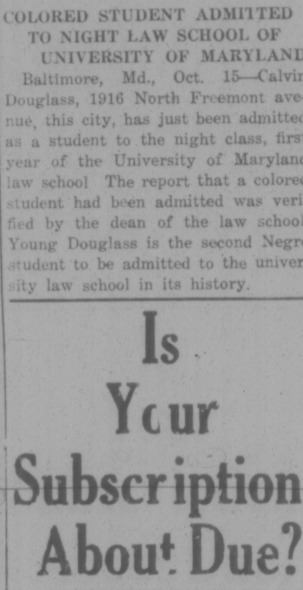 COLORED STUDENT ADMITTED
TO NIGHT LAW SCHOOL OF
UNIVERSITY OF MARYLAND
Baltimore, Md., Oct. 15—Calvin
Douglass, 1916 North Freemont ave-
nue, this city, has just been admitted
as a student to the night class, first
year of the University of Maryland
law school The report that a colored
student had been admitted was veri-
fied by the dean of the law school
Young Douglass is the second Negro
student to be admitted to the univer-
sity law school in its history.
Is
Your
Subscription
About Due?